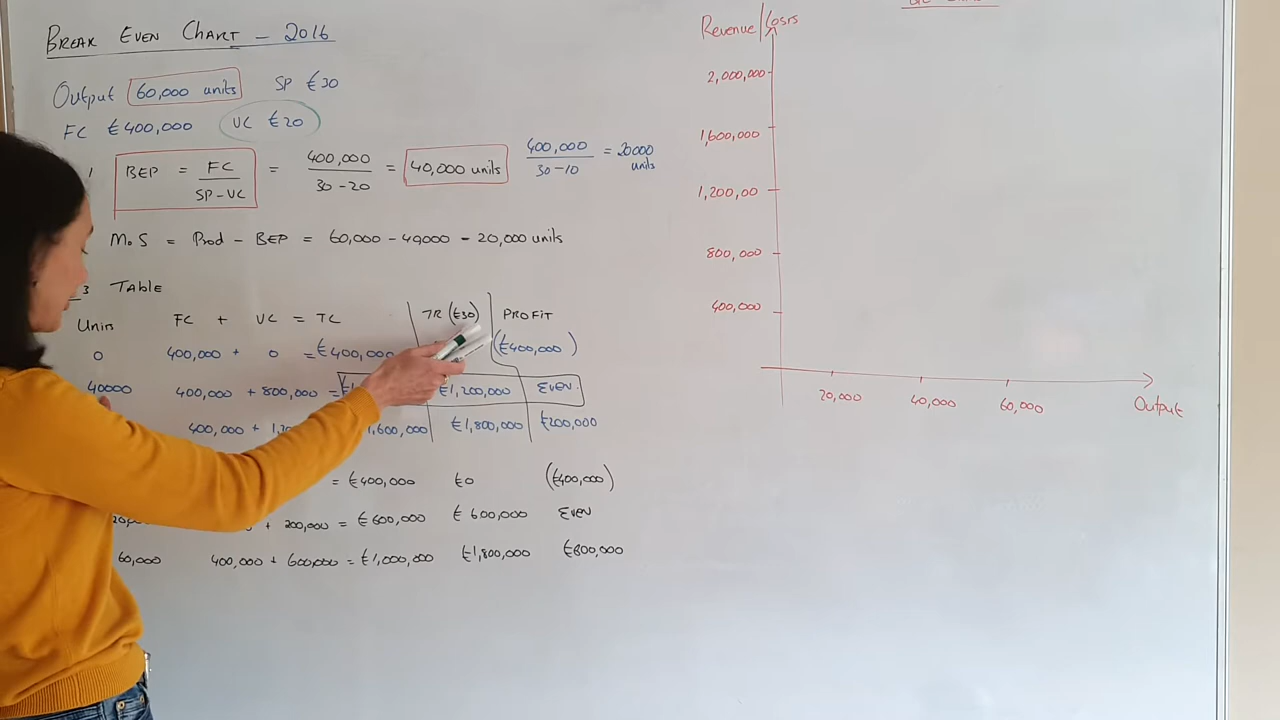 BREAK EVEN CHART – 2016
Output 60,000 units SP €30
FC €400,000 VC €20
1 BEP = FC / SP-VC = 400,000 / 30-20 = 40,000 units 400,000 / 30-10 = 20000 units
M.o S = Prod - BEP = 60,000 - 40000 - 20,000 units
3 Table
Units FC + VC = TC TR (€30) PROFIT
0 400,000 + 0 = €400,000 (€400,000)
40000 400,000 + 800,000 = €1,200,000 EVEN
400,000 + 1,600,000 €1,800,000 €200,000
= €400,000 €0 (€400,000)
+ 200,000 = €600,000 €600,000 EVEN
60,000 400,000 + 600,000 = €1,000,000 €1,800,000 €800,000
Revenue/Costs
2,000,000
1,600,000
1,200,00
800,000
400,000
20,000 40,000 60,000 Output